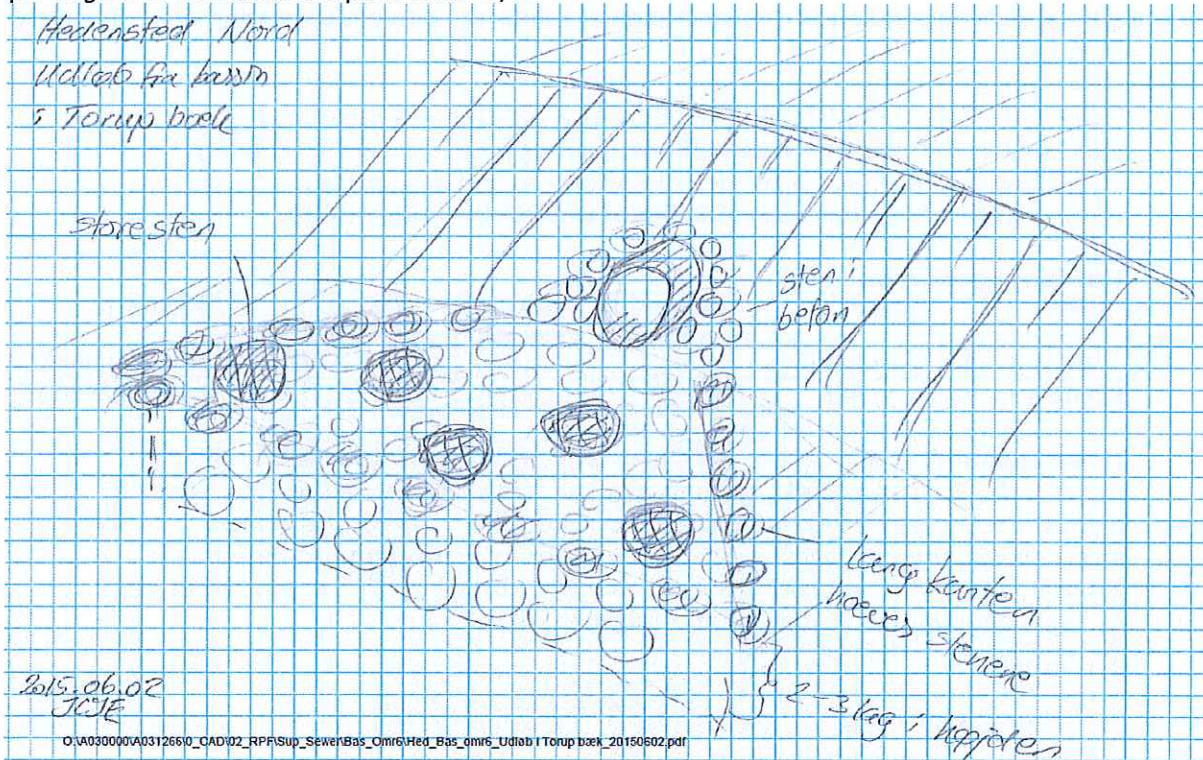 Hedensted Nord
Udløb fra bassin
i Torup bæk
store sten
sten i
beton
langs kanten
hæves stenene
2-3 lag i højden
2015.06.02
JCJE
O:\A030000\A031266\0_CAD\02_RPF\Sup_Sewer\Bas_Omr6\Hed_Bas_omr6_Udløb i Torup bæk_20150602.pdf